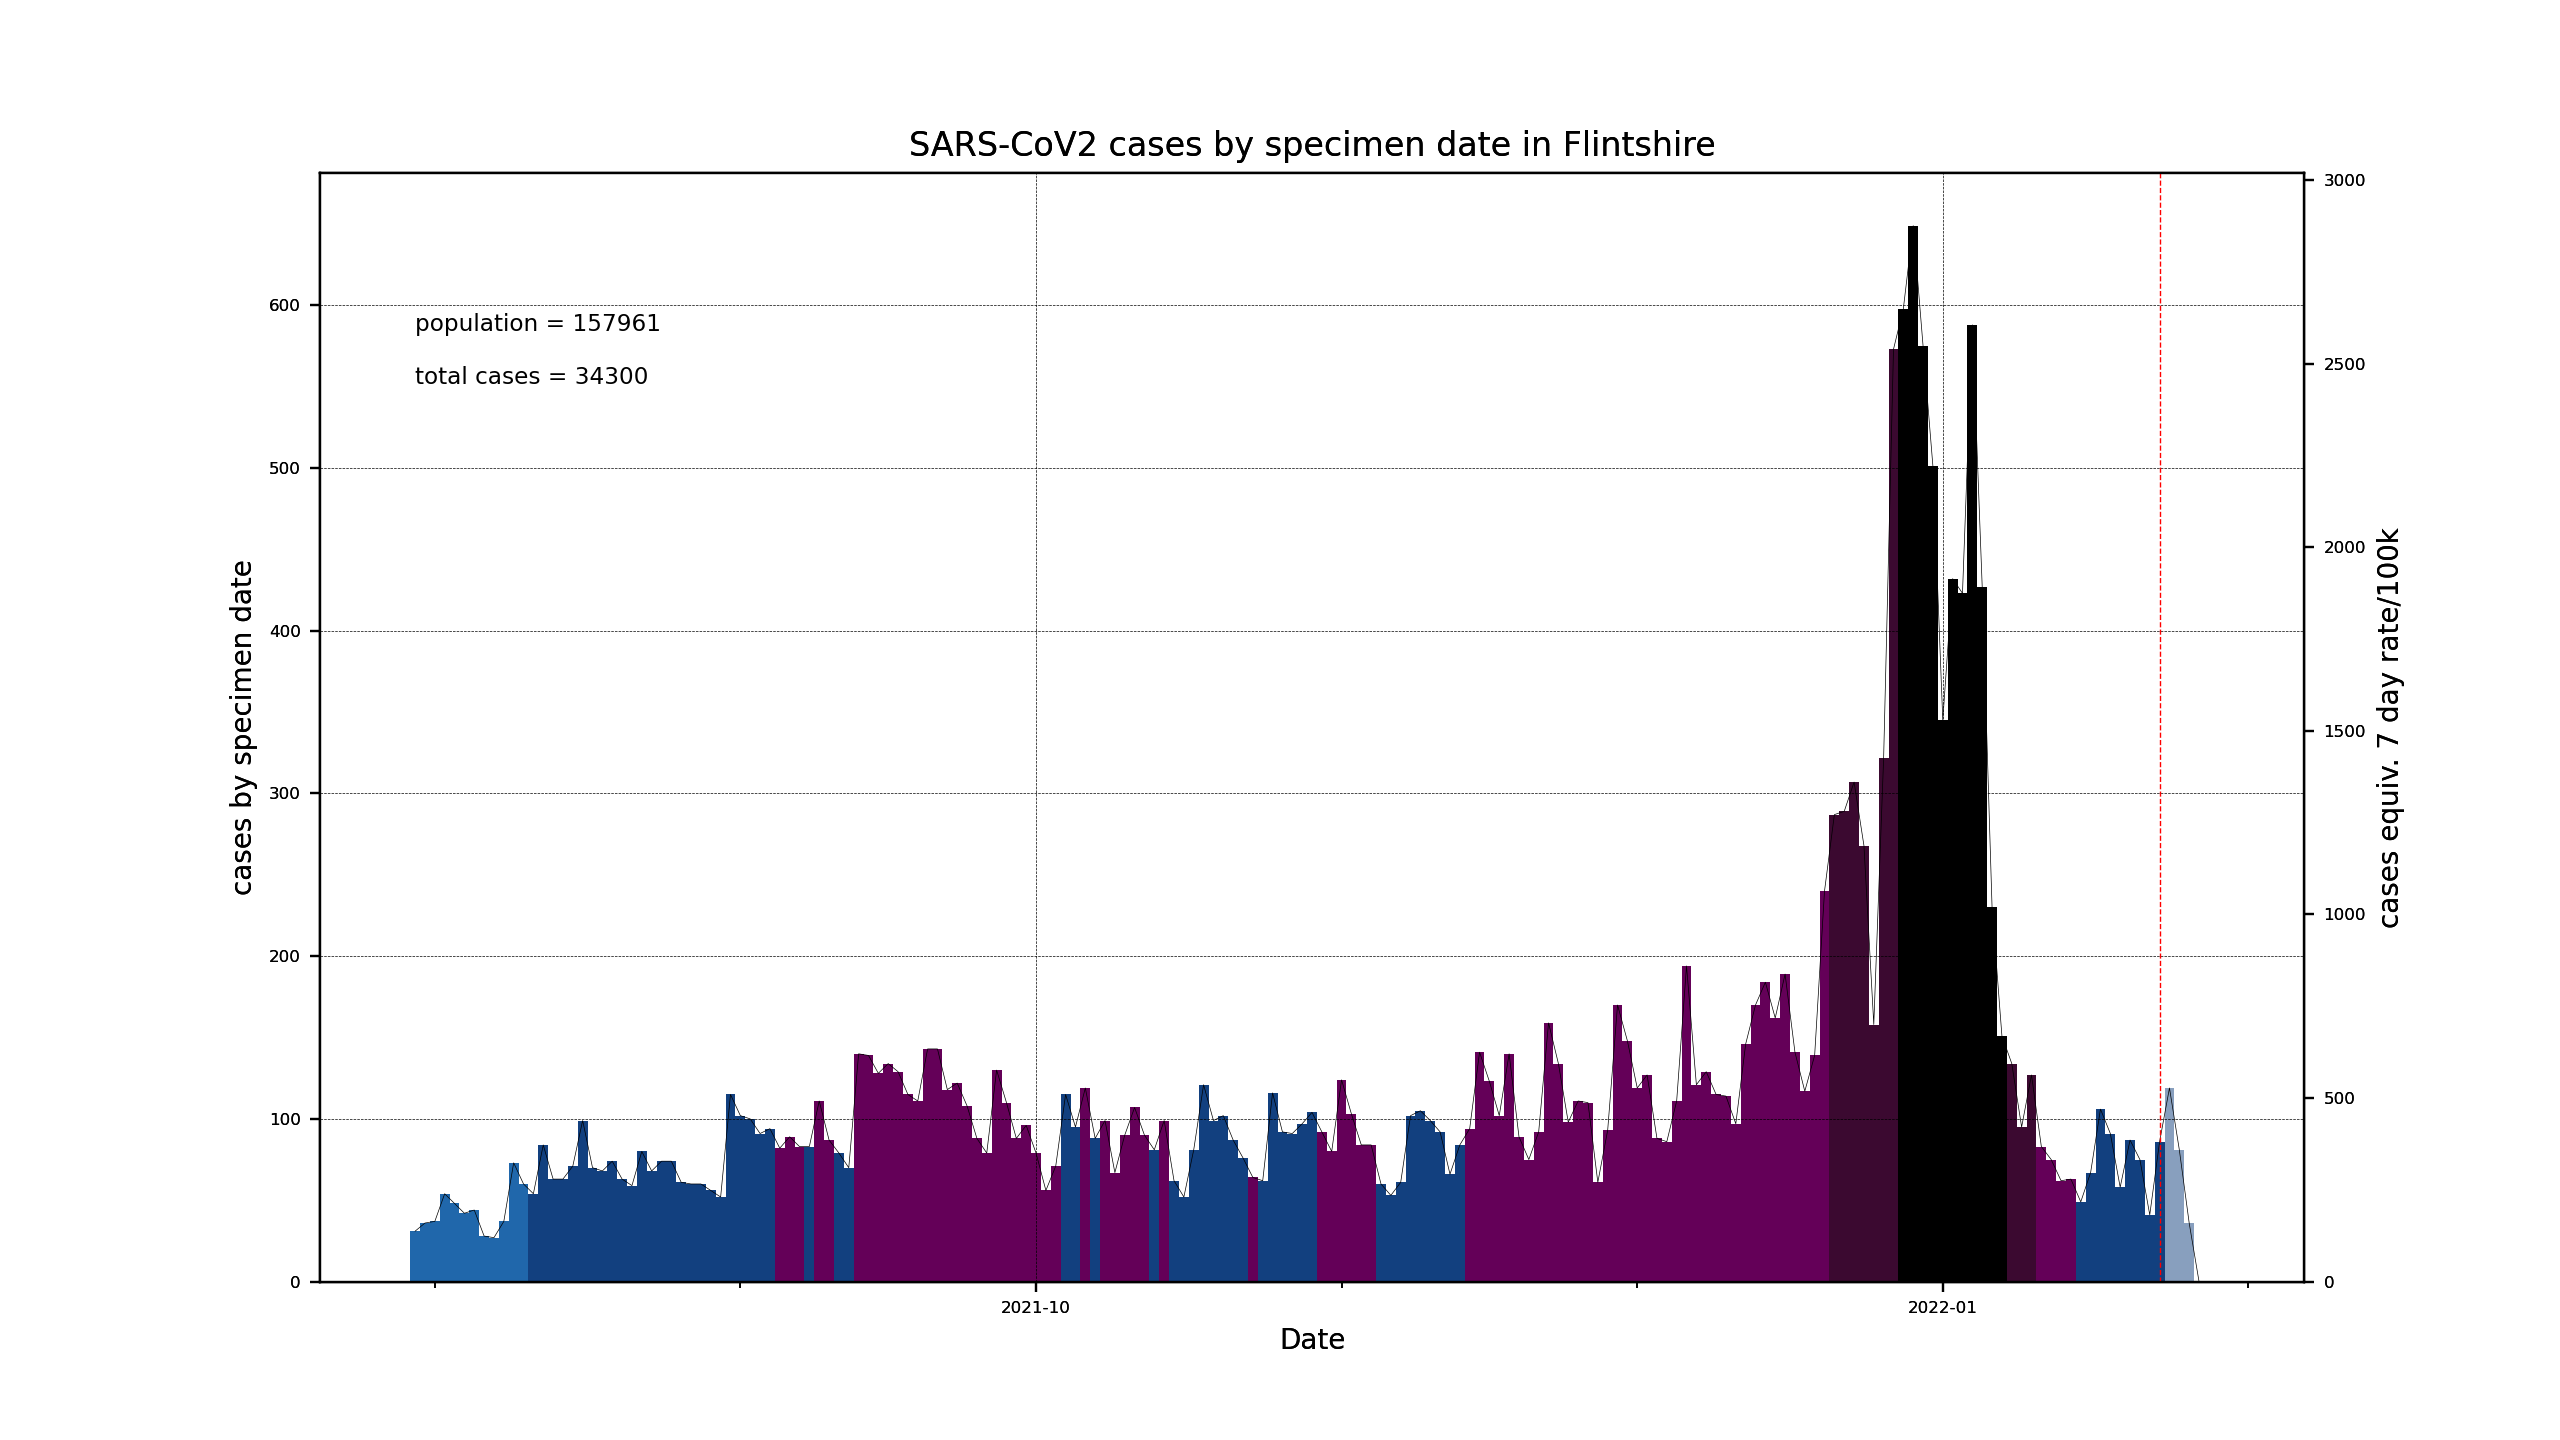 SARS-CoV2 cases by specimen date in Flintshire
population = 157961
total cases = 34300
cases by specimen date
600
500
400
300
200
100
0
3000
2500
2000
1500
1000
500
0
cases equiv. 7 day rate/100k
2021-10
2022-01
Date